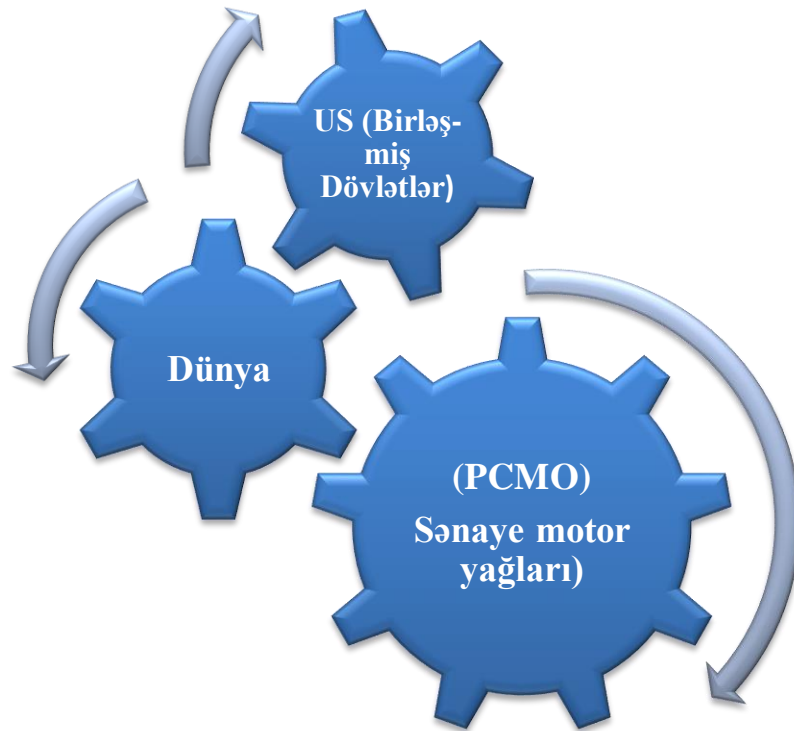 US (Birləş-
miş
Dövlətlər)
Dünya
(PCMO)
Sənaye motor
yağları)